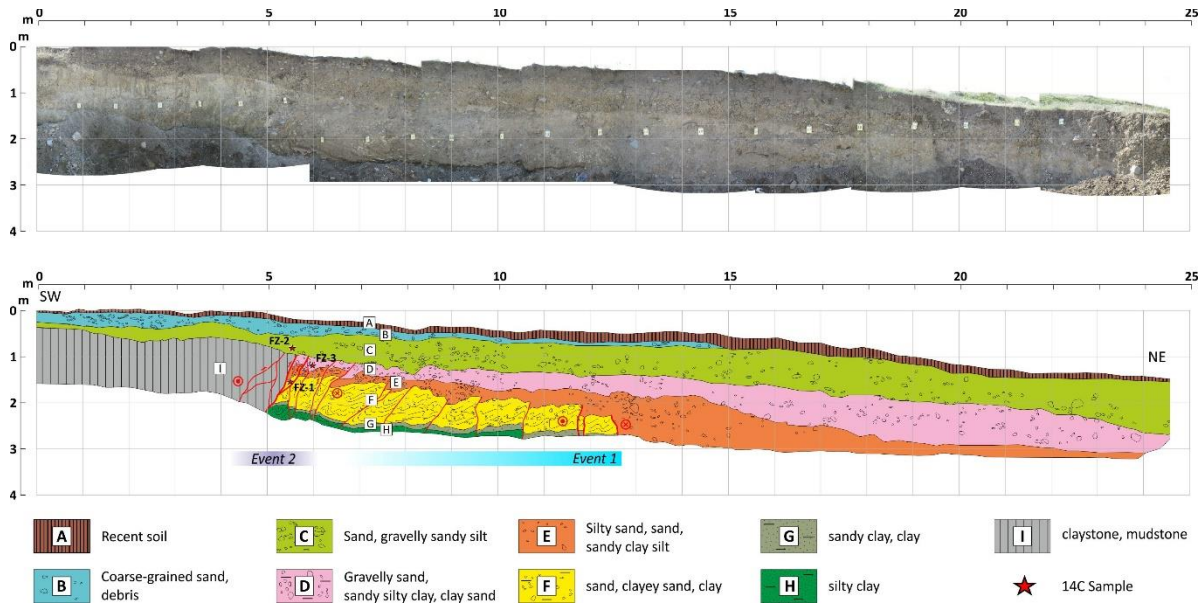 0 5 10 15 20 25
m
m
0
1
2
3
4
0 5 10 15 20 25
m
m
SW
NE
0
1
2
3
4
A
B
C
D
E
F
G
H
I
FZ-2
FZ-3
FZ-1
Event 2
Event 1
A Recent soil
C Sand, gravelly sandy silt
E Silty sand, sand,
sandy clay silt
G sandy clay, clay
I claystone, mudstone
B Coarse-grained sand,
debris
D Gravelly sand,
sandy silty clay, clay sand
F sand, clayey sand, clay
H silty clay
14C Sample